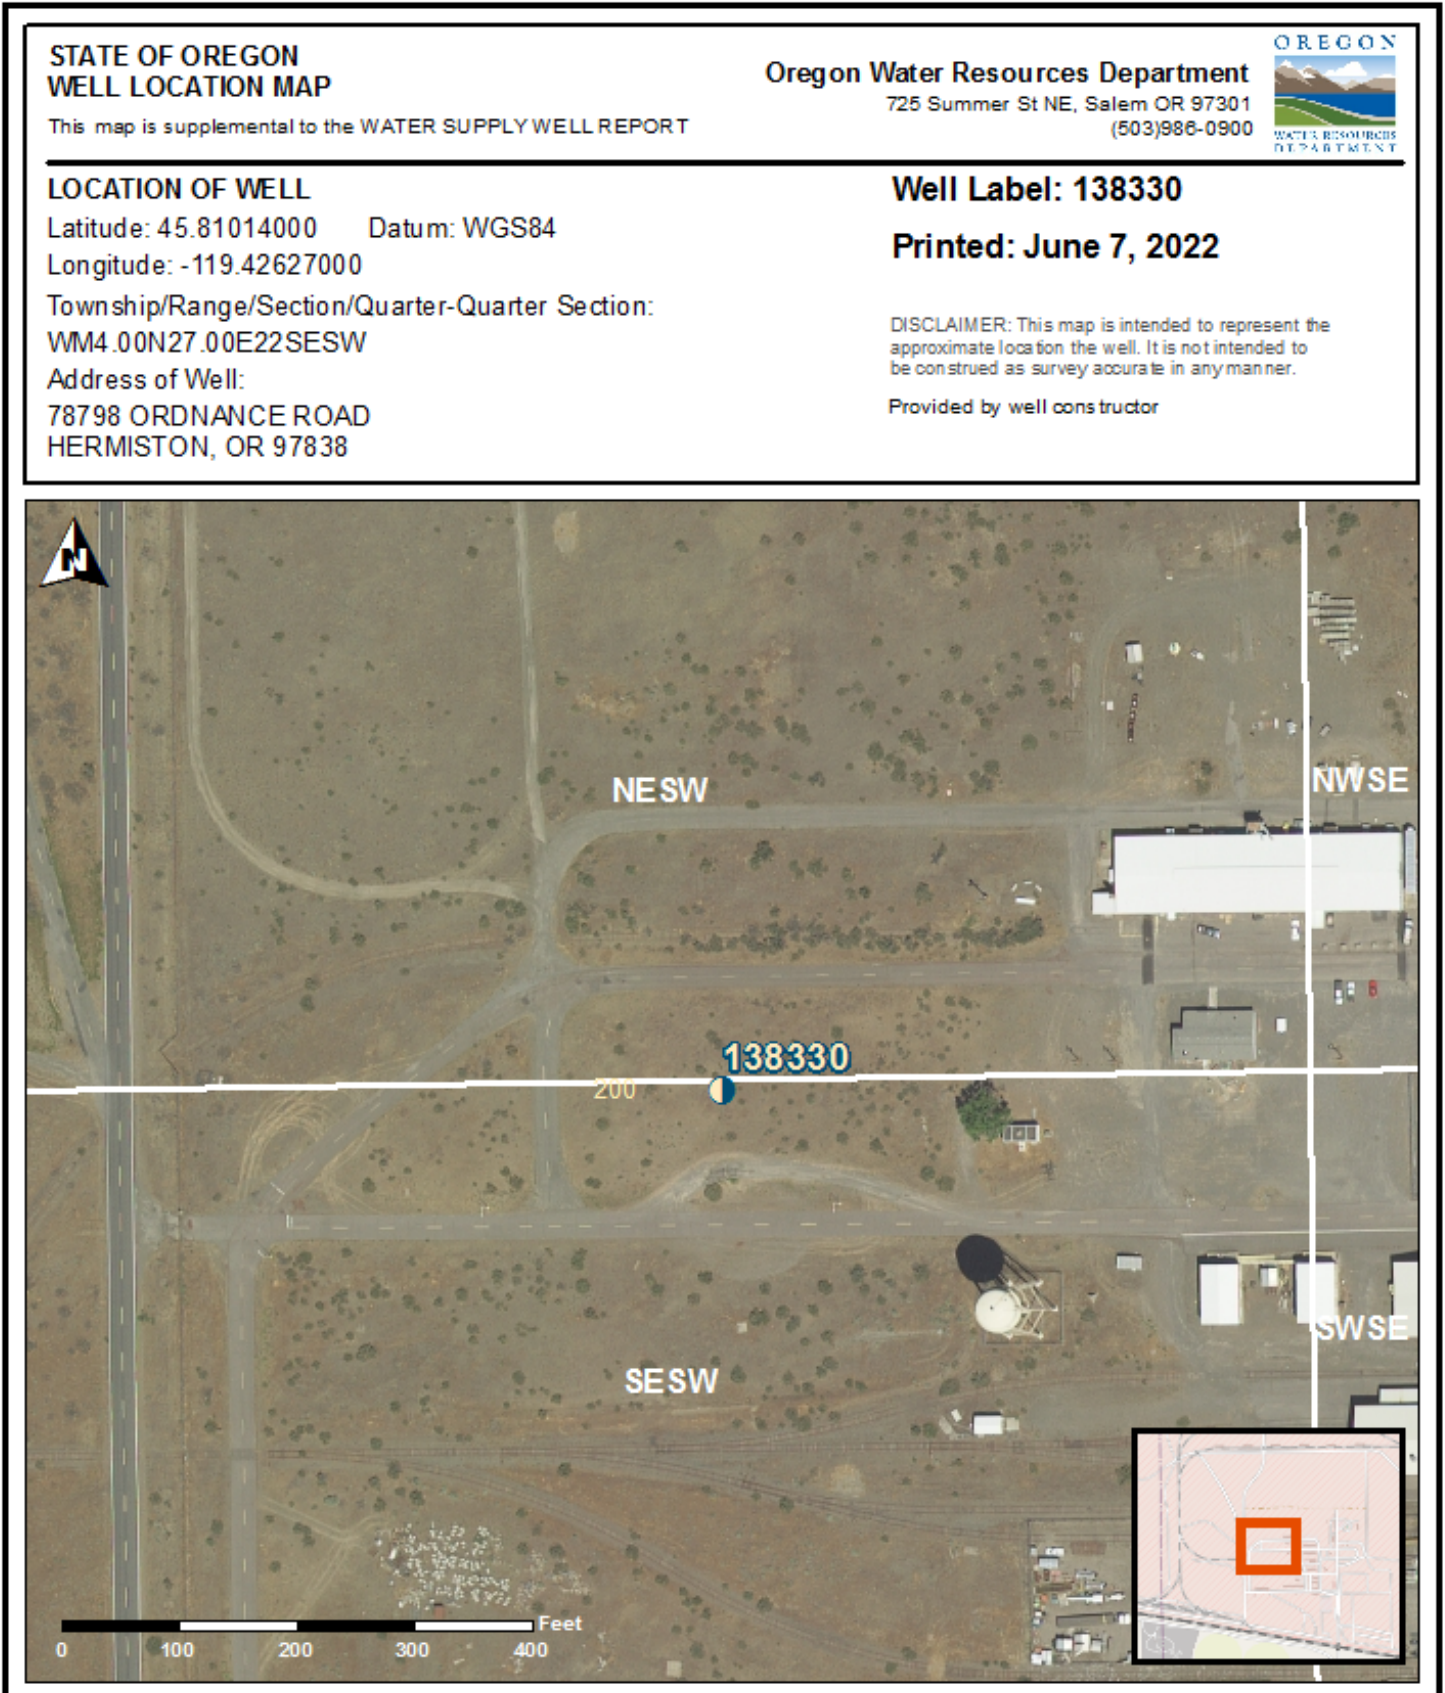 STATE OF OREGON
WELL LOCATION MAP
This map is supplemental to the WATER SUPPLY WELL REPORT
Oregon Water Resources Department
725 Summer St NE, Salem OR 97301
(503)986-0900
OREGON
WATER RESOURCES
DEPARTMENT
LOCATION OF WELL
Latitude: 45.81014000 Datum: WGS84
Longitude: -119.42627000
Township/Range/Section/Quarter-Quarter Section:
WM4.00N27.00E22SESW
Address of Well:
78798 ORDNANCE ROAD
HERMISTON, OR 97838
Well Label: 138330
Printed: June 7, 2022
DISCLAIMER: This map is intended to represent the
approximate location the well. It is not intended to
be construed as survey accurate in any manner.
Provided by well constructor
N
NESW
NWSE
138330
200
SWSE
SESW
Feet
0 100 200 300 400